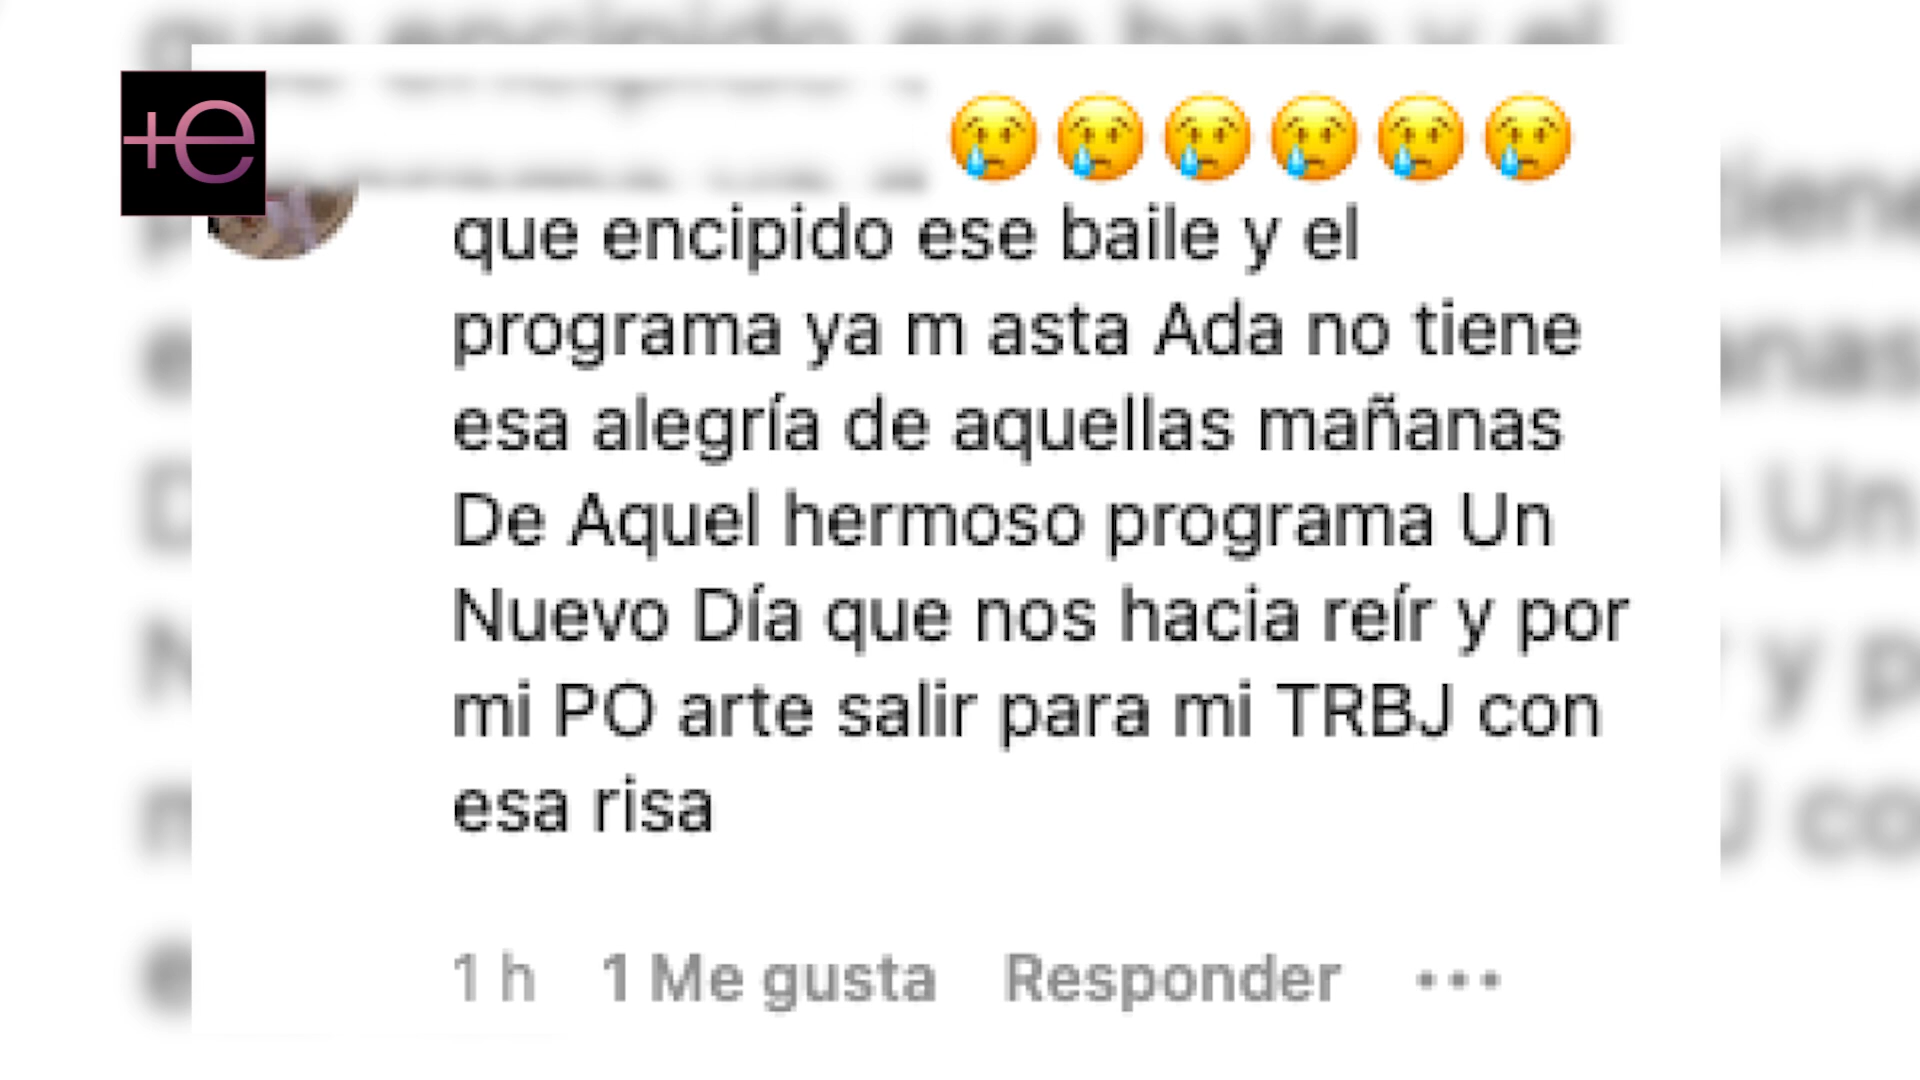 +e
😢😢😢😢😢😢
que encipido ese baile y el
programa ya m asta Ada no tiene
esa alegría de aquellas mañanas
De Aquel hermoso programa Un
Nuevo Día que nos hacia reír y por
mi PO arte salir para mi TRBJ con
esa risa
1 h 1 Me gusta Responder •••